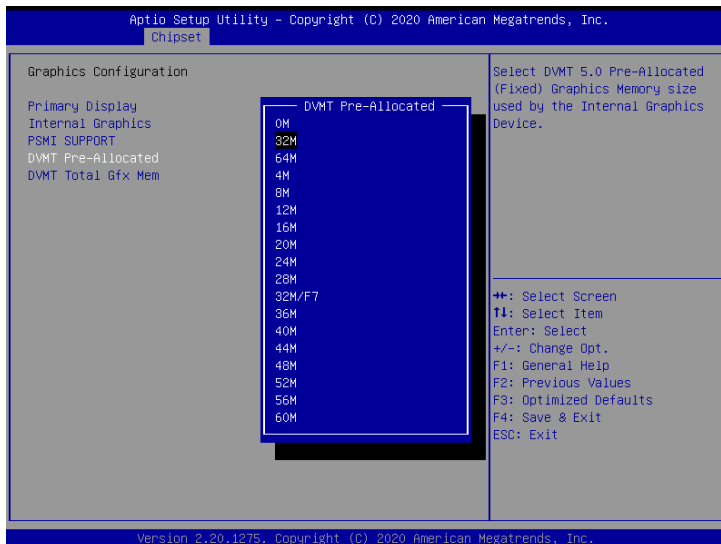 Aptio Setup Utility – Copyright (C) 2020 American Megatrends, Inc.
Chipset
Graphics Configuration
Primary Display
Internal Graphics
PSMI SUPPORT
DVMT Pre-Allocated
DVMT Total Gfx Mem
DVMT Pre-Allocated
0M
32M
64M
4M
8M
12M
16M
20M
24M
28M
32M/F7
36M
40M
44M
48M
52M
56M
60M
Select DVMT 5.0 Pre-Allocated
(Fixed) Graphics Memory size
used by the Internal Graphics
Device.
→←: Select Screen
↑↓: Select Item
Enter: Select
+/-: Change Opt.
F1: General Help
F2: Previous Values
F3: Optimized Defaults
F4: Save & Exit
ESC: Exit
Version 2.20.1275. Copyright (C) 2020 American Megatrends, Inc.